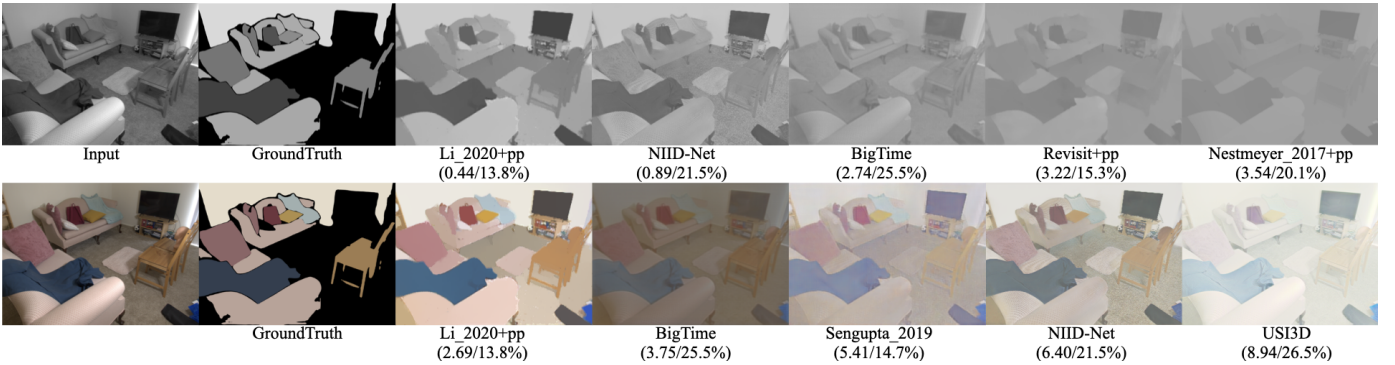 Input GroundTruth Li_2020+pp NIID-Net BigTime Revisit+pp Nestmeyer_2017+pp
(0.44/13.8%) (0.89/21.5%) (2.74/25.5%) (3.22/15.3%) (3.54/20.1%)
GroundTruth Li_2020+pp BigTime Sengupta_2019 NIID-Net USI3D
(2.69/13.8%) (3.75/25.5%) (5.41/14.7%) (6.40/21.5%) (8.94/26.5%)